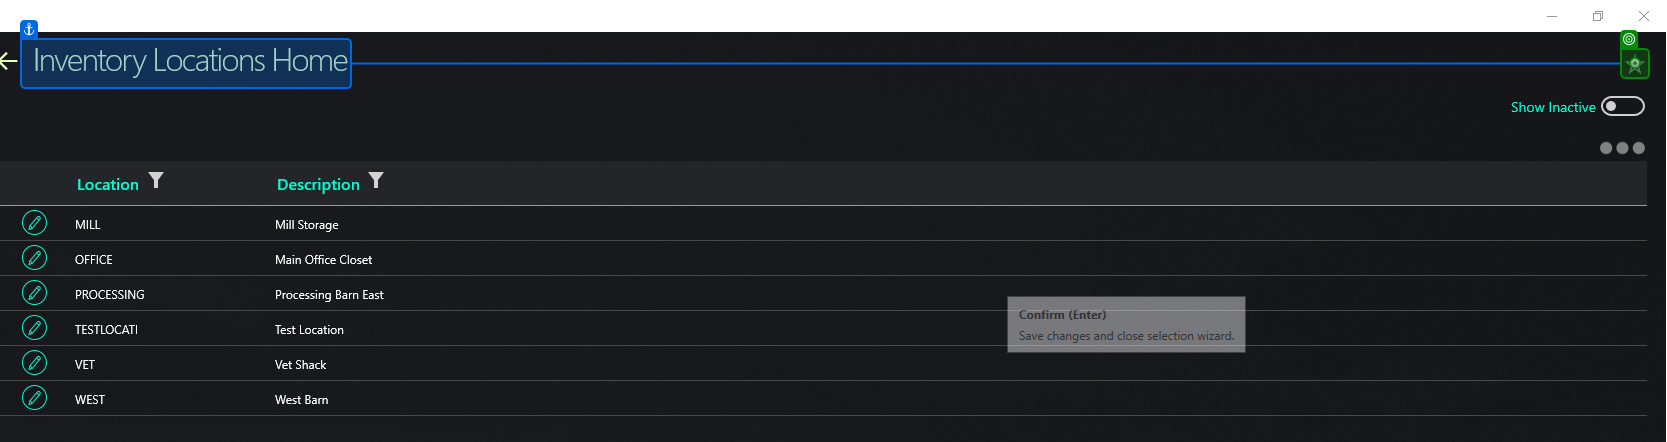 Inventory Locations Home
Show Inactive
Location Description
MILL Mill Storage
OFFICE Main Office Closet
PROCESSING Processing Barn East
Confirm (Enter)
Save changes and close selection wizard.
TESTLOCATI Test Location
VET Vet Shack
WEST West Barn